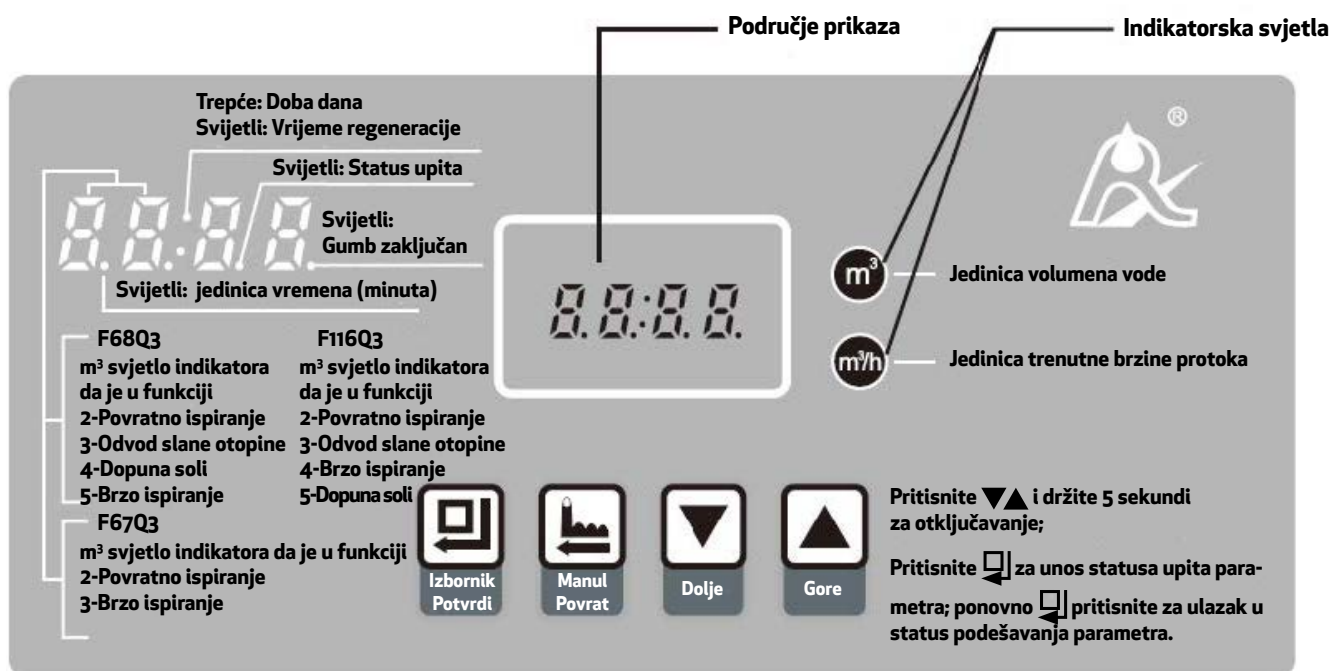 Područje prikaza
Indikatorska svjetla
Trepće: Doba dana
Svijetli: Vrijeme regeneracije
Svijetli: Status upita
Svijetli:
Gumb zaključan
Svijetli: jedinica vremena (minuta)
88:88
F68Q3
m³ svjetlo indikatora
da je u funkciji
2-Povratno ispiranje
3-Odvod slane otopine
4-Dopuna soli
5-Brzo ispiranje
F116Q3
m³ svjetlo indikatora
da je u funkciji
2-Povratno ispiranje
3-Odvod slane otopine
4-Brzo ispiranje
5-Dopuna soli
F67Q3
m³ svjetlo indikatora da je u funkciji
2-Povratno ispiranje
3-Brzo ispiranje
8.8:8.8.
®
m³
Jedinica volumena vode
m³/h
Jedinica trenutne brzine protoka
Izbornik
Potvrdi
Manul
Povrat
Dolje
Gore
Pritisnite ▼▲ i držite 5 sekundi
za otključavanje;
Pritisnite za unos statusa upita para-
metra; ponovno pritisnite za ulazak u
status podešavanja parametra.